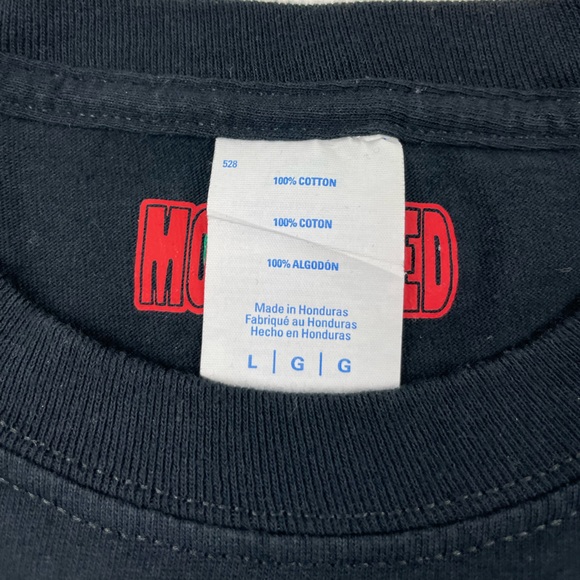 528
100% COTTON
100% COTON
100% ALGODÓN
Made in Honduras
Fabriqué au Honduras
Hecho en Honduras
L | G | G